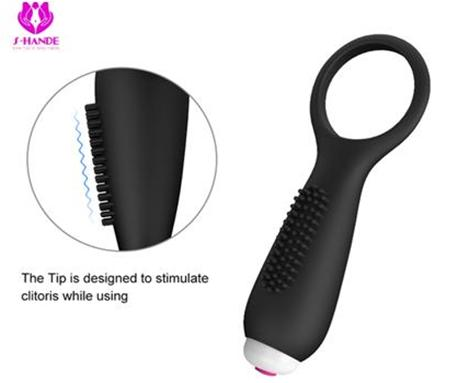 S-HANDE
The Tip is designed to stimulate
clitoris while using